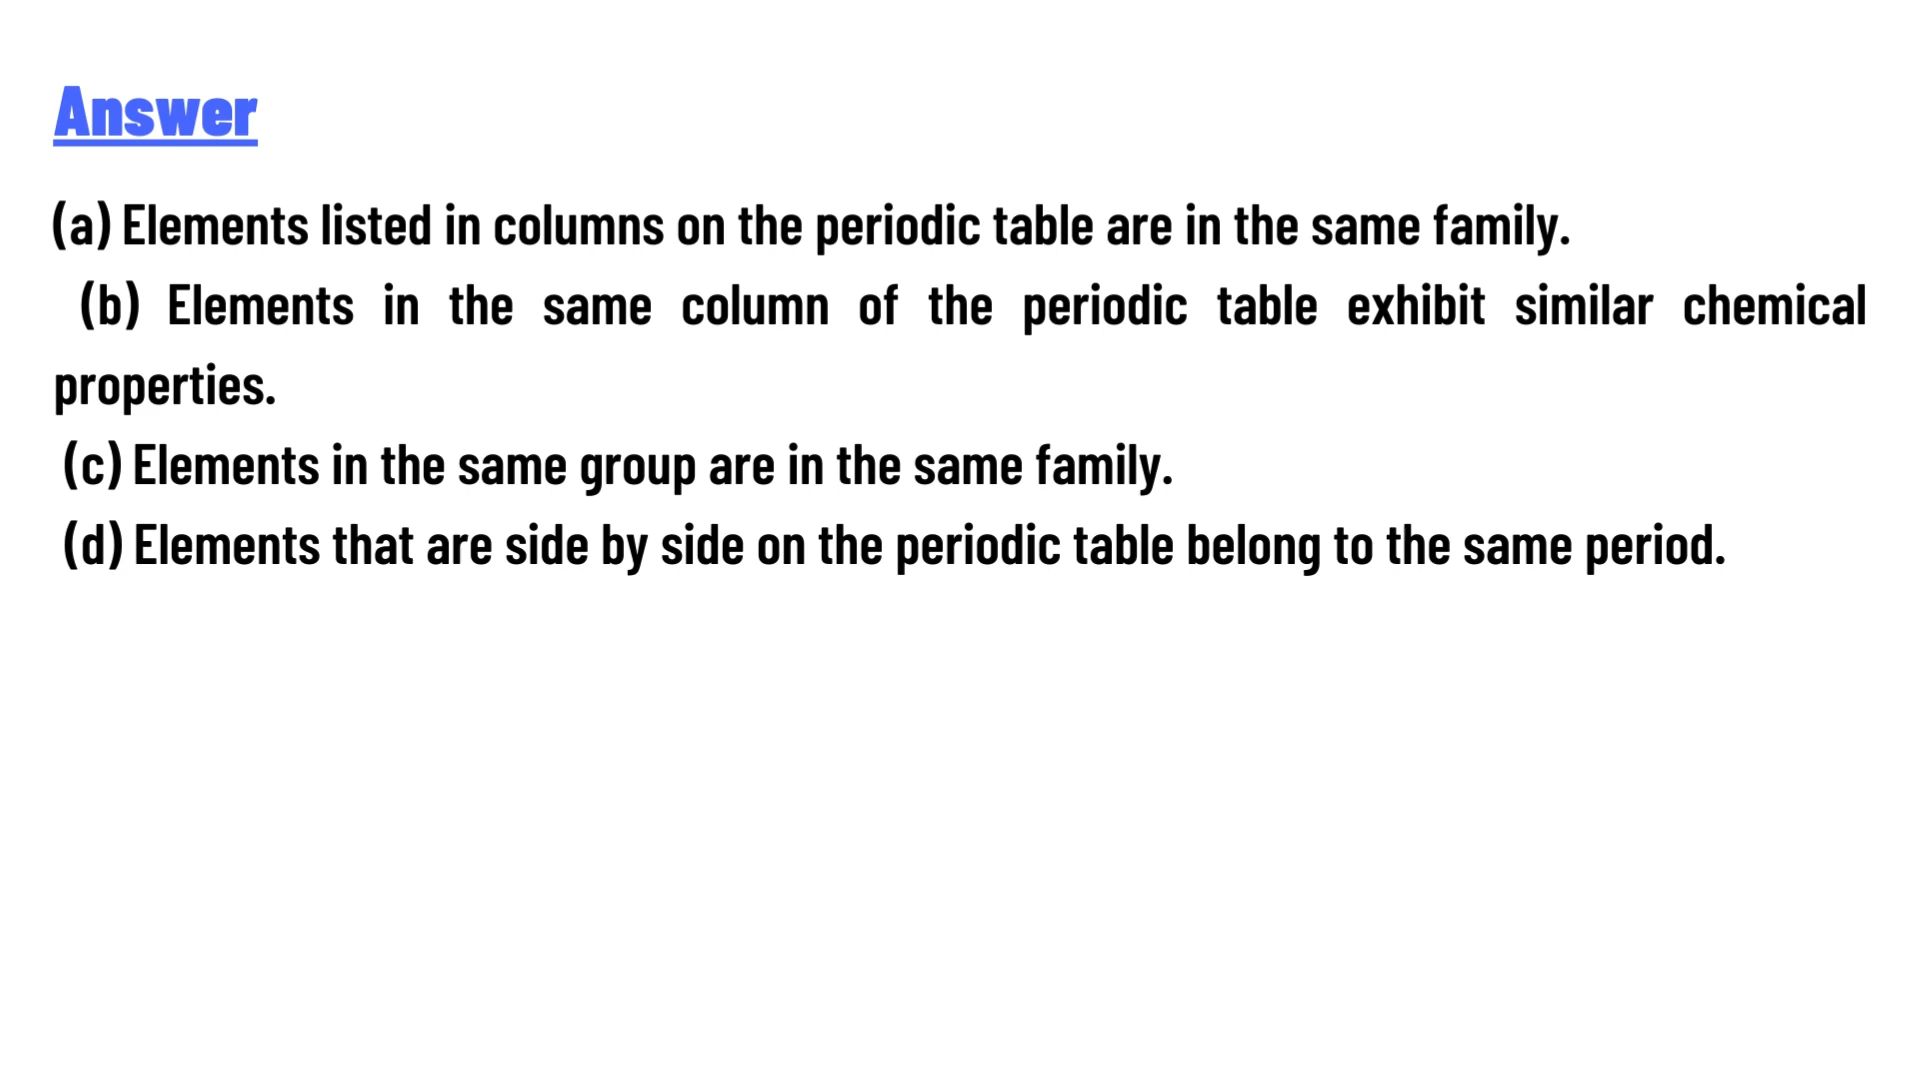 Answer
(a) Elements listed in columns on the periodic table are in the same family.
(b) Elements in the same column of the periodic table exhibit similar chemical
properties.
(c) Elements in the same group are in the same family.
(d) Elements that are side by side on the periodic table belong to the same period.